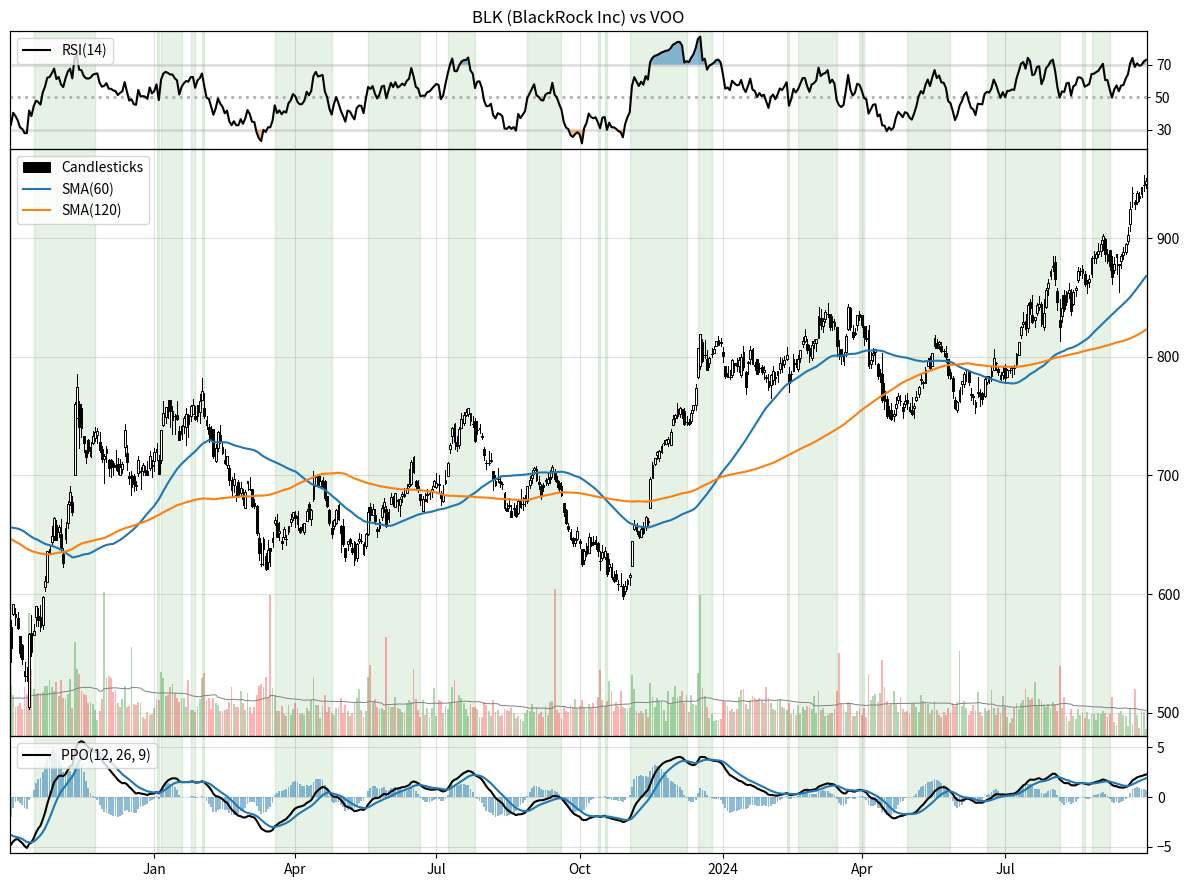 BLK (BlackRock Inc) vs VOO
RSI(14)
70
50
30
Candlesticks
SMA(60)
SMA(120)
900
800
700
600
500
PPO(12, 26, 9)
5
0
−5
Jan Apr Jul Oct 2024 Apr Jul